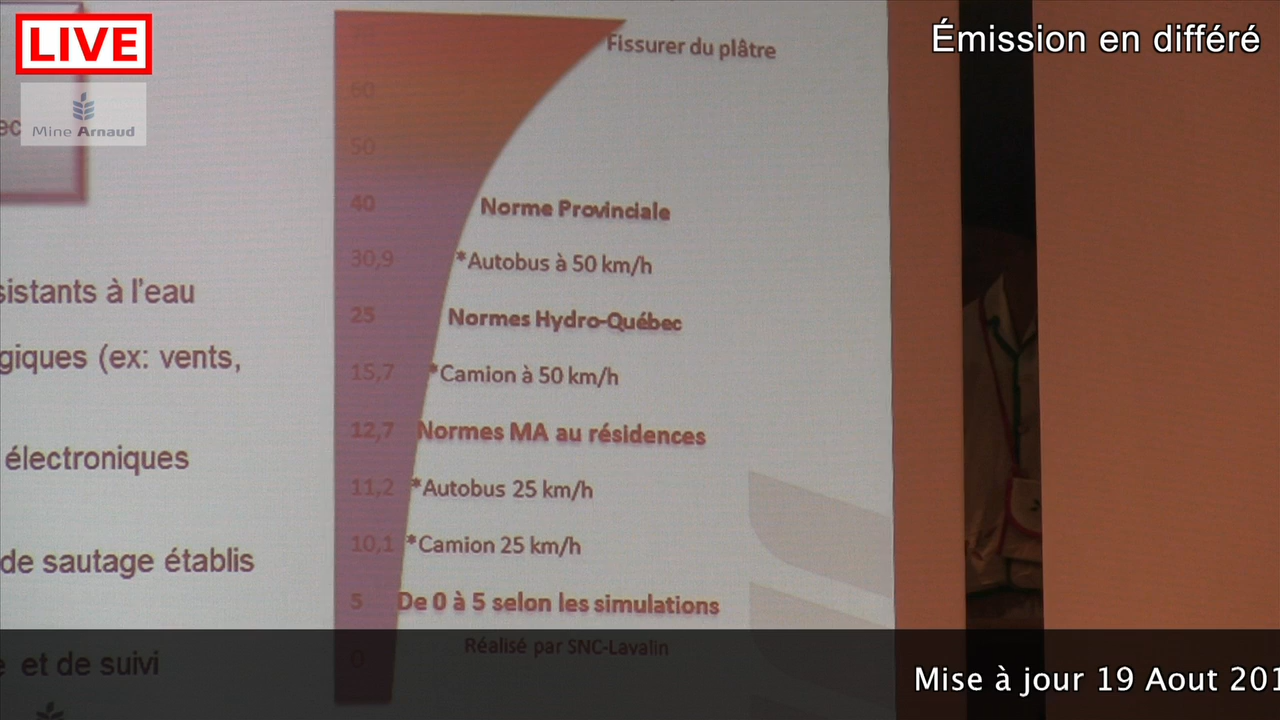 LIVE
Émission en différé
Mine Arnaud
ec
Fissurer du plâtre
60
50
40 Norme Provinciale
30,9 *Autobus à 50 km/h
25 Normes Hydro-Québec
15,7 *Camion à 50 km/h
12,7 Normes MA au résidences
11,2 *Autobus 25 km/h
10,1 *Camion 25 km/h
5 De 0 à 5 selon les simulations
0 Réalisé par SNC-Lavalin
sistants à l'eau
giques (ex: vents,
électroniques
de sautage établis
e et de suivi
Mise à jour 19 Aout 201